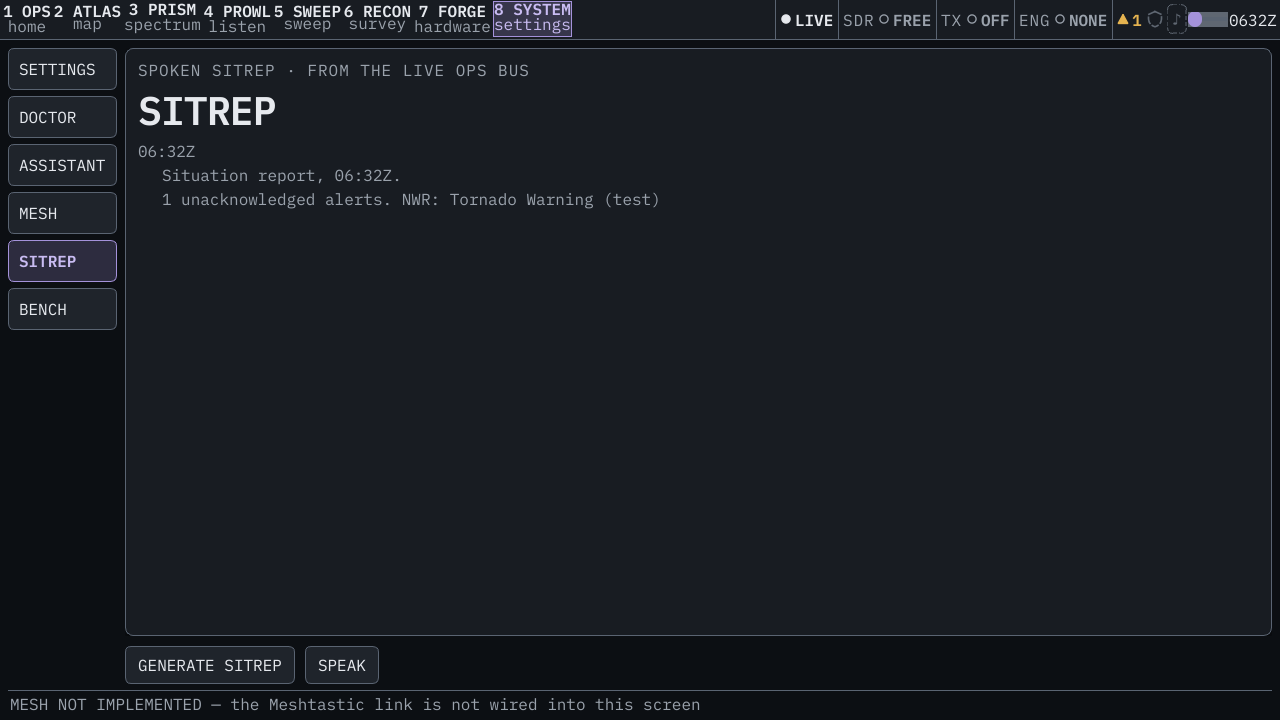 1 OPS 2 ATLAS 3 PRISM 4 PROWL 5 SWEEP 6 RECON 7 FORGE 8 SYSTEM
home map spectrum listen sweep survey hardware settings
LIVE SDR FREE TX OFF ENG NONE 1 ♪ 0632Z
SETTINGS
DOCTOR
ASSISTANT
MESH
SITREP
BENCH
SPOKEN SITREP · FROM THE LIVE OPS BUS
SITREP
06:32Z
Situation report, 06:32Z.
1 unacknowledged alerts. NWR: Tornado Warning (test)
GENERATE SITREP SPEAK
MESH NOT IMPLEMENTED — the Meshtastic link is not wired into this screen